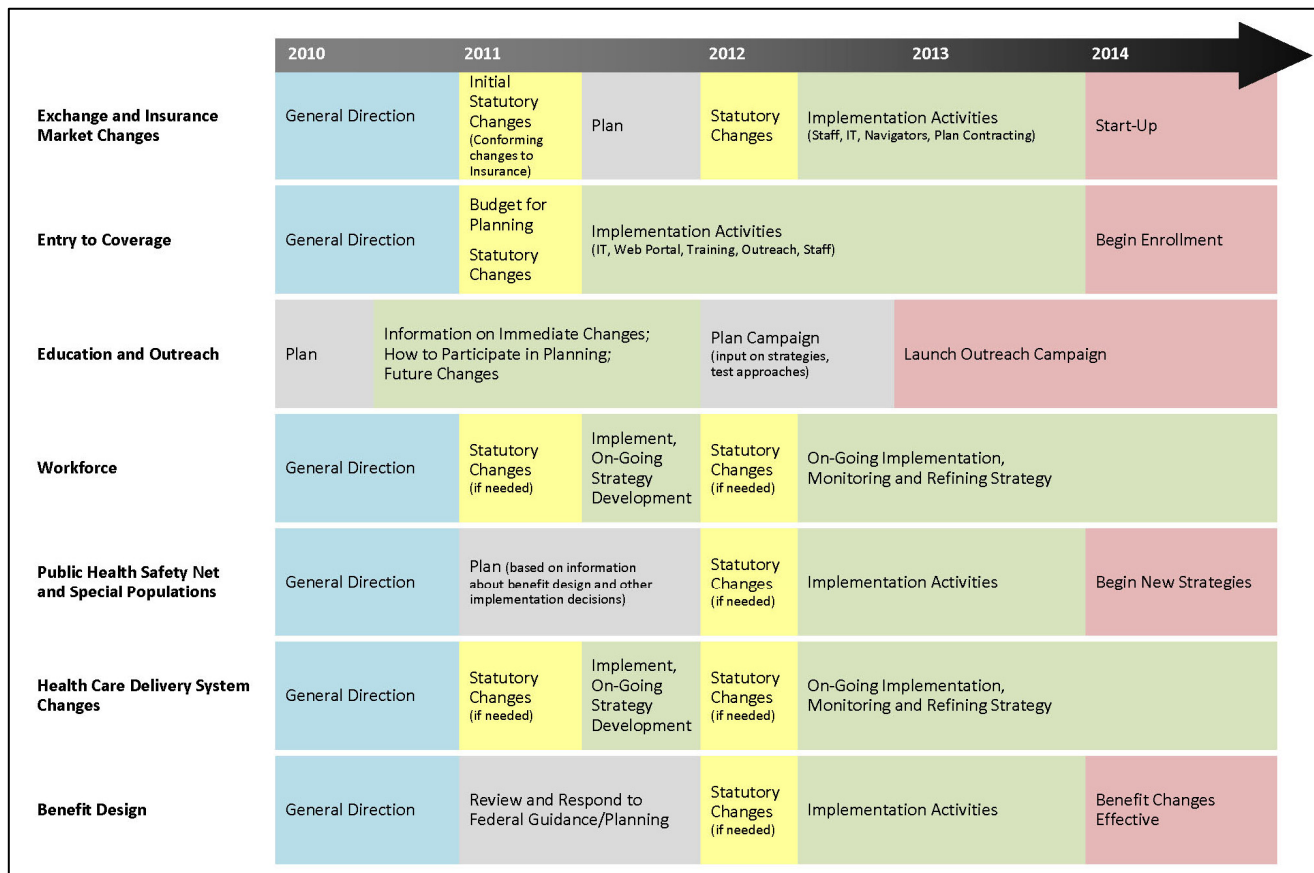 2010 2011 2012 2013 2014
Exchange and Insurance
Market Changes
General Direction
Initial
Statutory
Changes
(Conforming
changes to
Insurance)
Plan
Statutory
Changes
Implementation Activities
(Staff, IT, Navigators, Plan Contracting)
Start-Up
Entry to Coverage
General Direction
Budget for
Planning
Statutory
Changes
Implementation Activities
(IT, Web Portal, Training, Outreach, Staff)
Begin Enrollment
Education and Outreach
Plan
Information on Immediate Changes;
How to Participate in Planning;
Future Changes
Plan Campaign
(input on strategies,
test approaches)
Launch Outreach Campaign
Workforce
General Direction
Statutory
Changes
(if needed)
Implement,
On-Going
Strategy
Development
Statutory
Changes
(if needed)
On-Going Implementation,
Monitoring and Refining Strategy
Public Health Safety Net
and Special Populations
General Direction
Plan (based on information
about benefit design and other
implementation decisions)
Statutory
Changes
(if needed)
Implementation Activities
Begin New Strategies
Health Care Delivery System
Changes
General Direction
Statutory
Changes
(if needed)
Implement,
On-Going
Strategy
Development
Statutory
Changes
(if needed)
On-Going Implementation,
Monitoring and Refining Strategy
Benefit Design
General Direction
Review and Respond to
Federal Guidance/Planning
Statutory
Changes
(if needed)
Implementation Activities
Benefit Changes
Effective